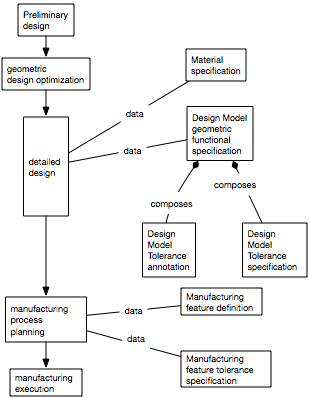 Preliminary
design
geometric
design optimization
Material
specification
data
Design Model
geometric
functional
specification
data
detailed
design
composes
composes
Design
Model
Tolerance
annotation
Design
Model
Tolerance
specification
manufacturing
process
planning
data
Manufacturing
feature definition
data
Manufacturing
feature tolerance
specification
manufacturing
execution